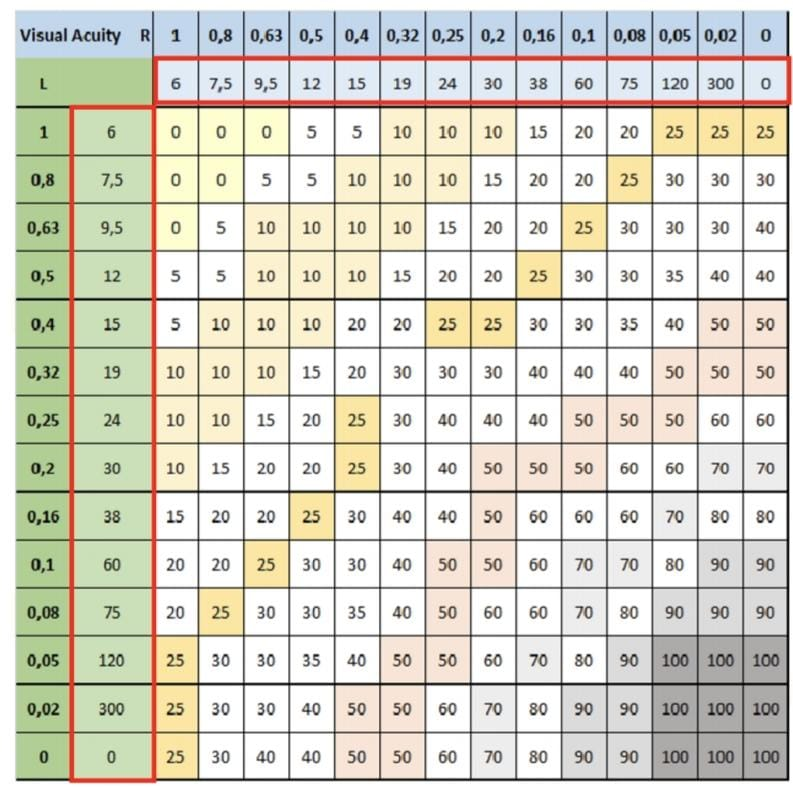 Visual Acuity R 1 0,8 0,63 0,5 0,4 0,32 0,25 0,2 0,16 0,1 0,08 0,05 0,02 0
L 6 7,5 9,5 12 15 19 24 30 38 60 75 120 300 0
1 6 0 0 0 5 5 10 10 10 15 20 20 25 25 25
0,8 7,5 0 0 5 5 10 10 10 15 20 20 25 30 30 30
0,63 9,5 0 5 10 10 10 10 15 20 20 25 30 30 30 40
0,5 12 5 5 10 10 10 15 20 20 25 30 30 35 40 40
0,4 15 5 10 10 10 20 20 25 25 30 30 35 40 50 50
0,32 19 10 10 10 15 20 30 30 30 40 40 40 50 50 50
0,25 24 10 10 15 20 25 30 40 40 40 50 50 50 60 60
0,2 30 10 15 20 20 25 30 40 50 50 50 60 60 70 70
0,16 38 15 20 20 25 30 40 40 50 60 60 60 70 80 80
0,1 60 20 20 25 30 30 40 50 50 60 70 70 80 90 90
0,08 75 20 25 30 30 35 40 50 60 60 70 80 90 90 90
0,05 120 25 30 30 35 40 50 50 60 70 80 90 100 100 100
0,02 300 25 30 30 40 50 50 60 70 80 90 90 100 100 100
0 0 25 30 40 40 50 50 60 70 80 90 90 100 100 100